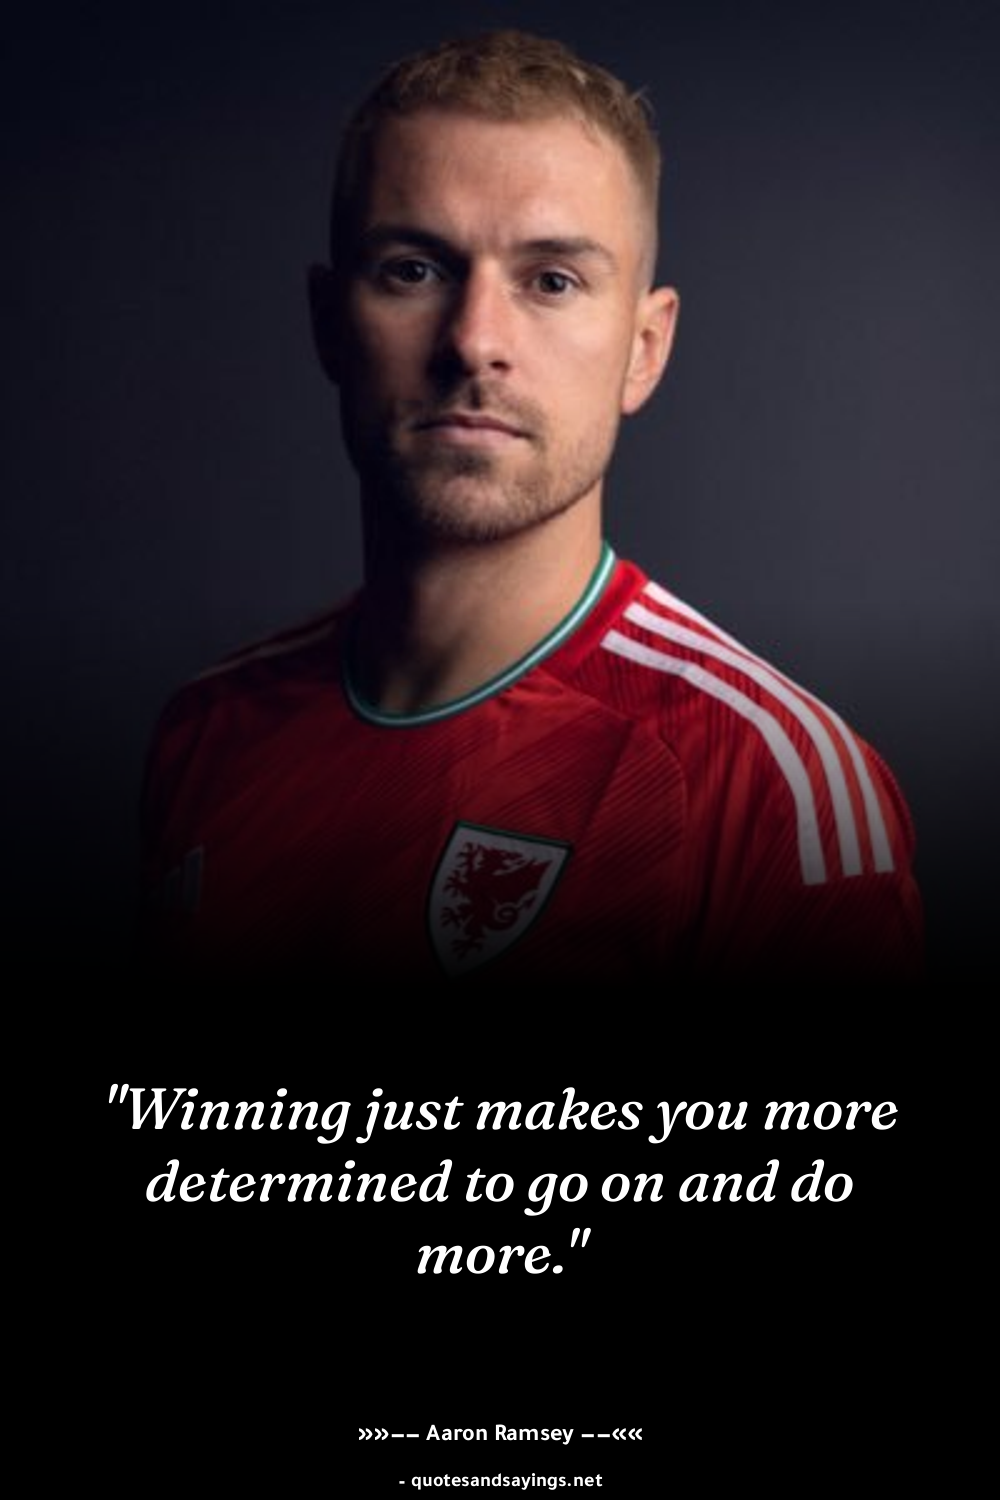 "Winning just makes you more
determined to go on and do
more."
»»–– Aaron Ramsey ––««
- quotesandsayings.net